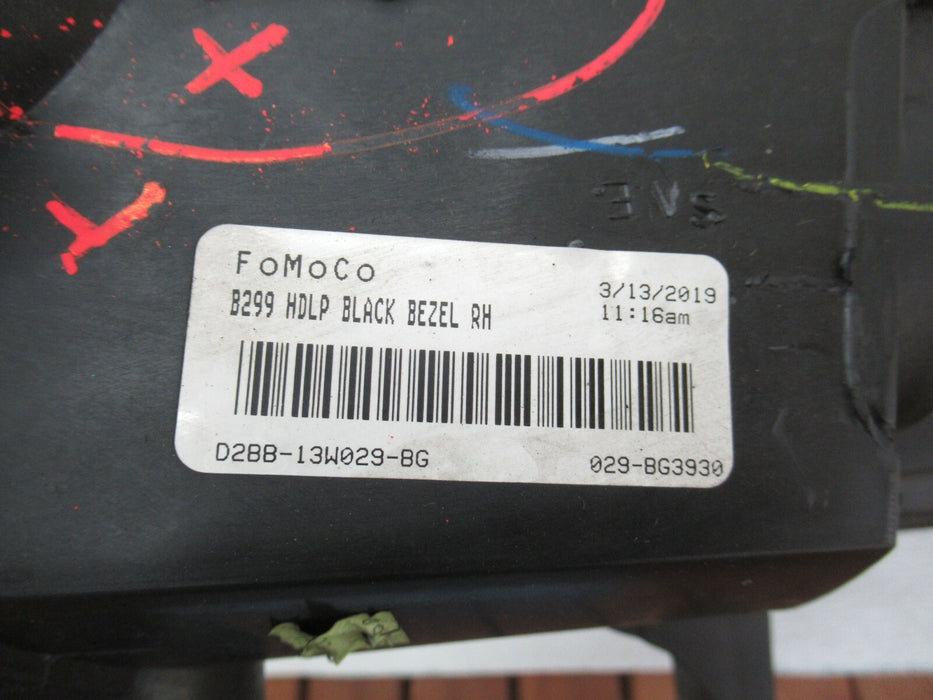 X
Y
FoMoCo
3/13/2019
B299 HDLP BLACK BEZEL RH
11:16am
D2BB-13W029-BG
029-BG3930